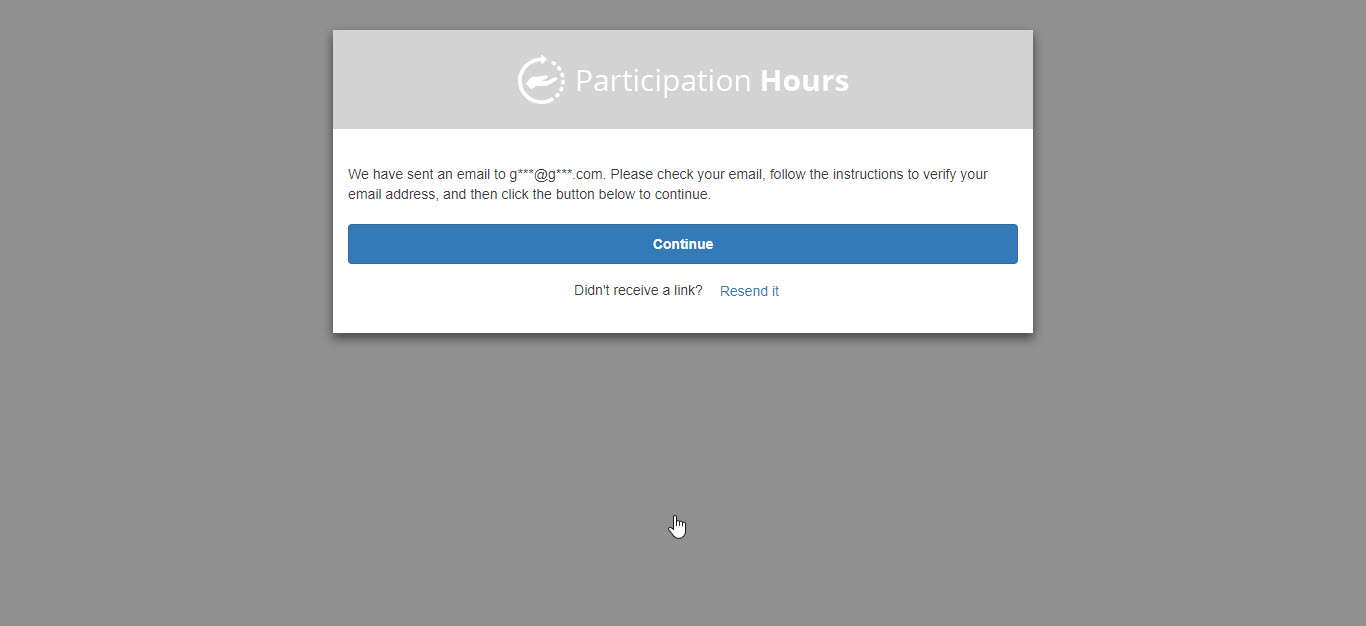 Participation Hours
We have sent an email to g***@g***.com. Please check your email, follow the instructions to verify your
email address, and then click the button below to continue.
Continue
Didn't receive a link? Resend it